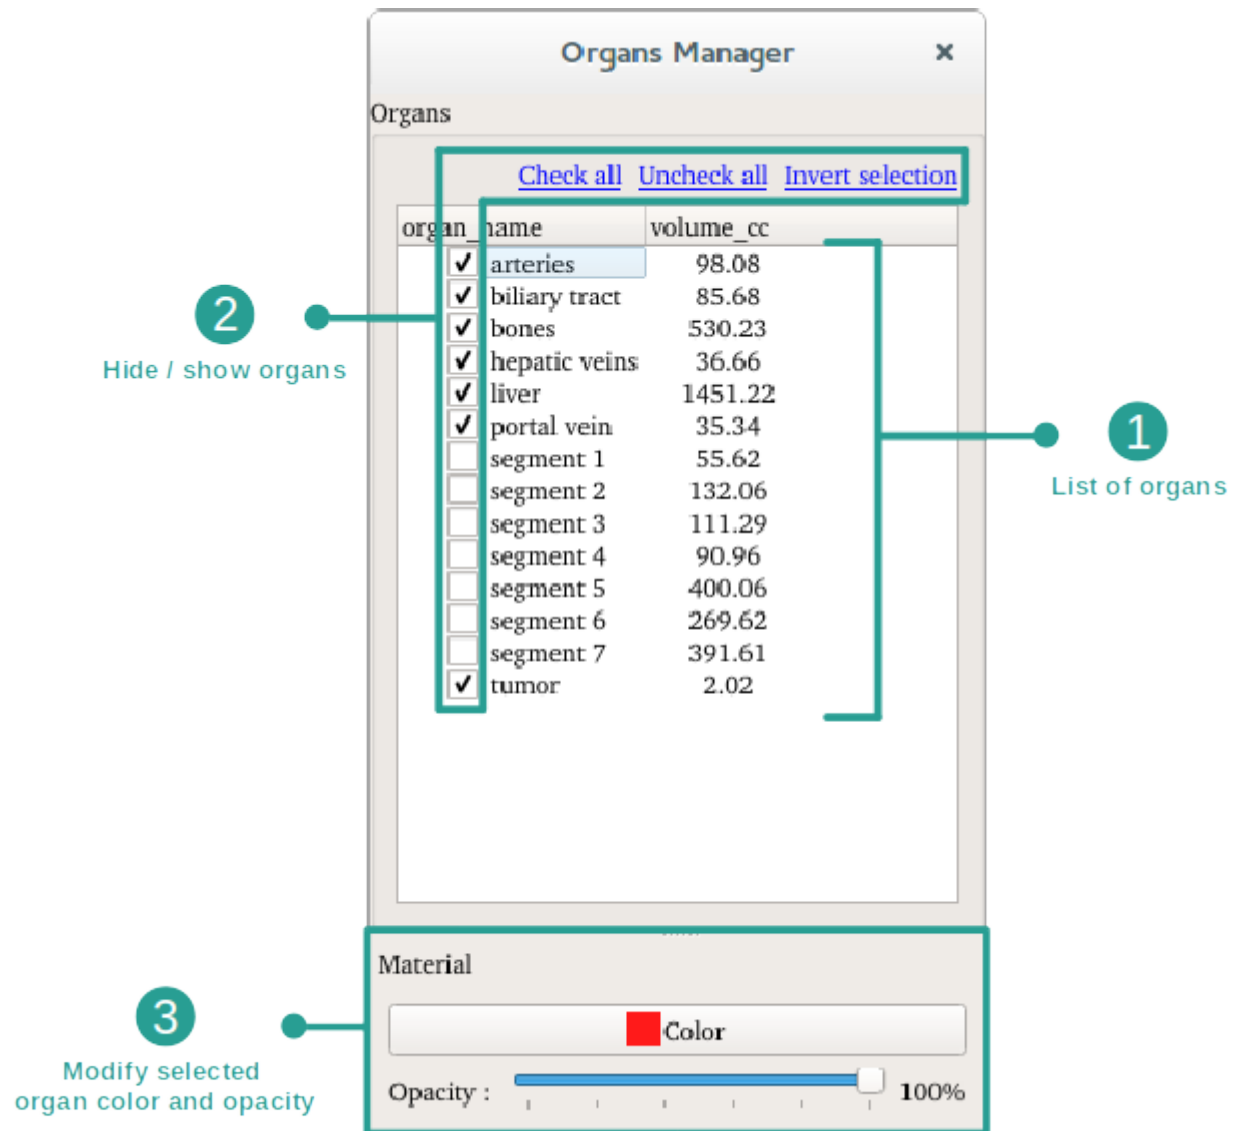 Organs Manager ×
Organs
Check all Uncheck all Invert selection
organ_name volume_cc
arteries 98.08
biliary tract 85.68
bones 530.23
hepatic veins 36.66
liver 1451.22
portal vein 35.34
segment 1 55.62
segment 2 132.06
segment 3 111.29
segment 4 90.96
segment 5 400.06
segment 6 269.62
segment 7 391.61
tumor 2.02
2
Hide / show organs
1
List of organs
Material
Color
Opacity : 100%
3
Modify selected
organ color and opacity